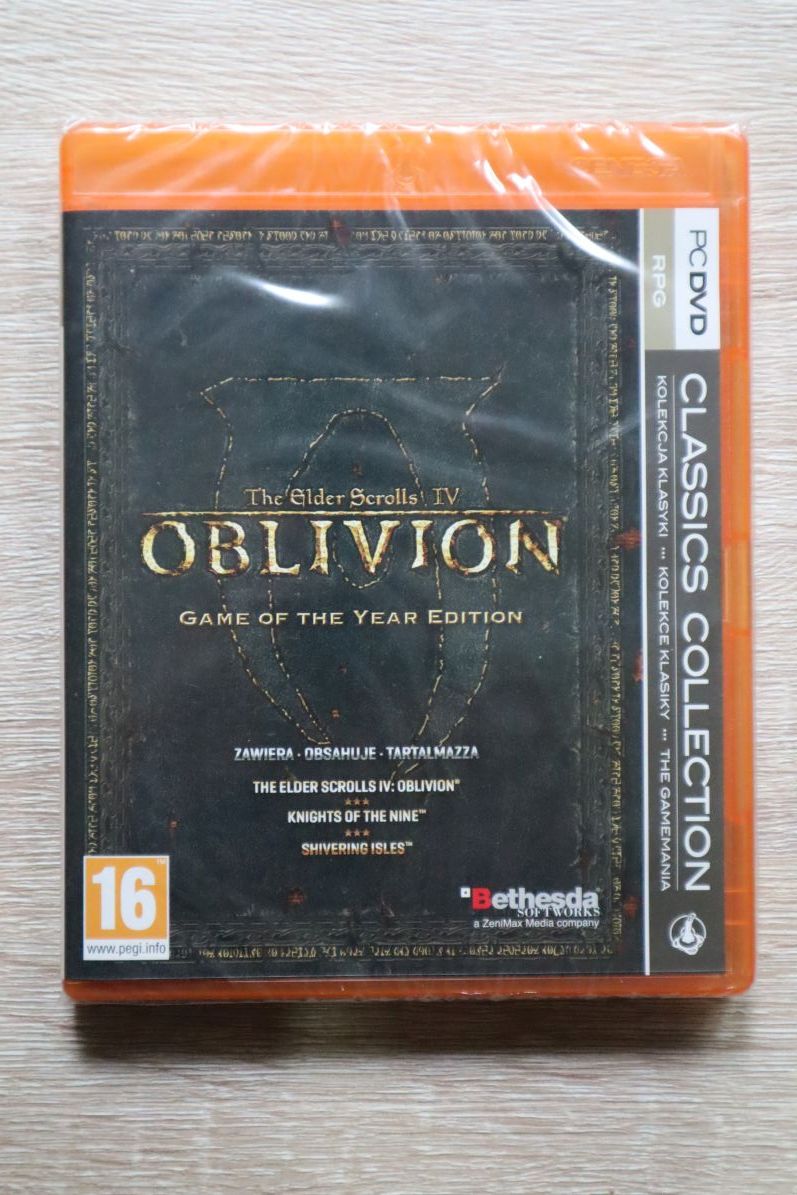 The Elder Scrolls IV
OBLIVION
GAME OF THE YEAR EDITION
ZAWIERA · OBSAHUJE · TARTALMAZZA
THE ELDER SCROLLS IV: OBLIVION®
KNIGHTS OF THE NINE™
SHIVERING ISLES™
16
www.pegi.info
Bethesda®
SOFTWORKS
a ZeniMax Media company
PC DVD
RPG
CLASSICS COLLECTION
KOLEKCJA KLASYKI ... KOLEKCE KLASIKY ... THE GAMEMANIA